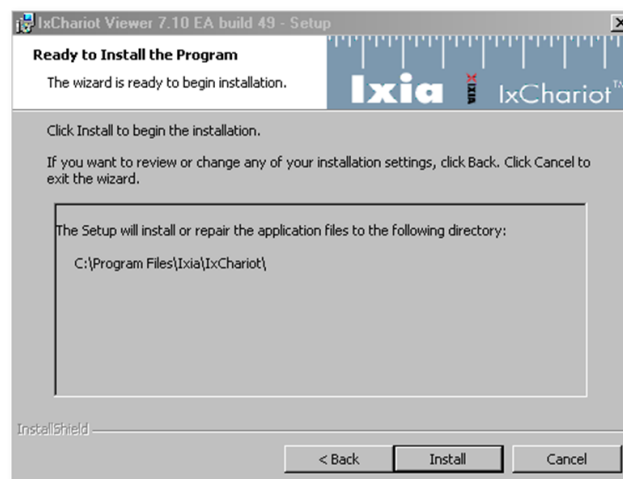 IxChariot Viewer 7.10 EA build 49 - Setup
Ready to Install the Program
The wizard is ready to begin installation.
Ixia IXIA IxChariot™
Click Install to begin the installation.
If you want to review or change any of your installation settings, click Back. Click Cancel to
exit the wizard.
The Setup will install or repair the application files to the following directory:
C:\Program Files\Ixia\IxChariot\
InstallShield
< Back Install Cancel